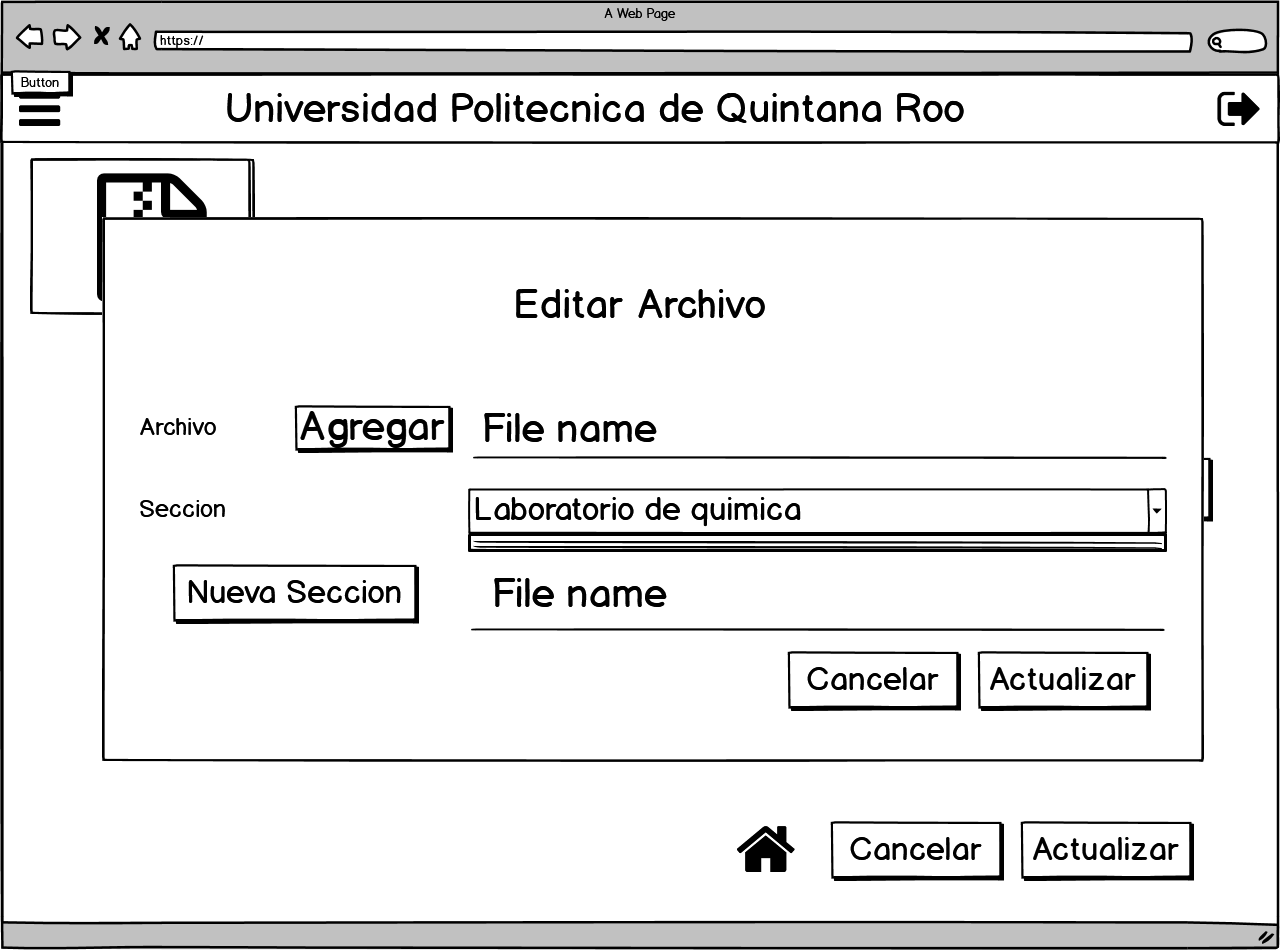 A Web Page
https://
Button
Universidad Politecnica de Quintana Roo
Editar Archivo
Archivo
Agregar
File name
Seccion
Laboratorio de quimica
Nueva Seccion
File name
Cancelar
Actualizar
Cancelar
Actualizar